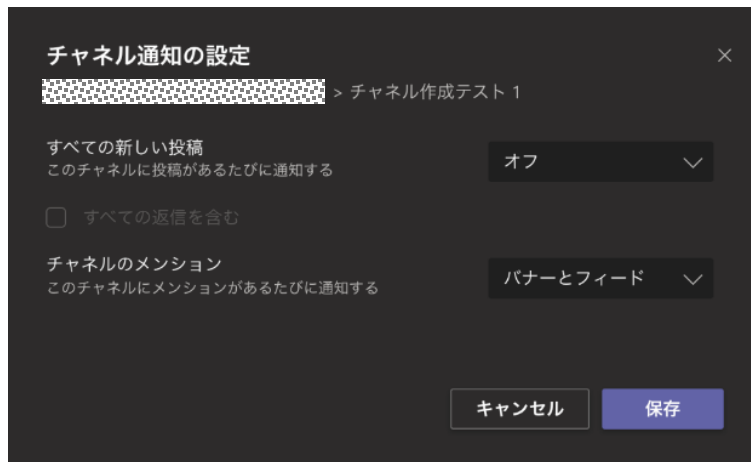 チャネル通知の設定
> チャネル作成テスト 1
すべての新しい投稿
このチャネルに投稿があるたびに通知する
オフ
すべての返信を含む
チャネルのメンション
このチャネルにメンションがあるたびに通知する
バナーとフィード
キャンセル
保存